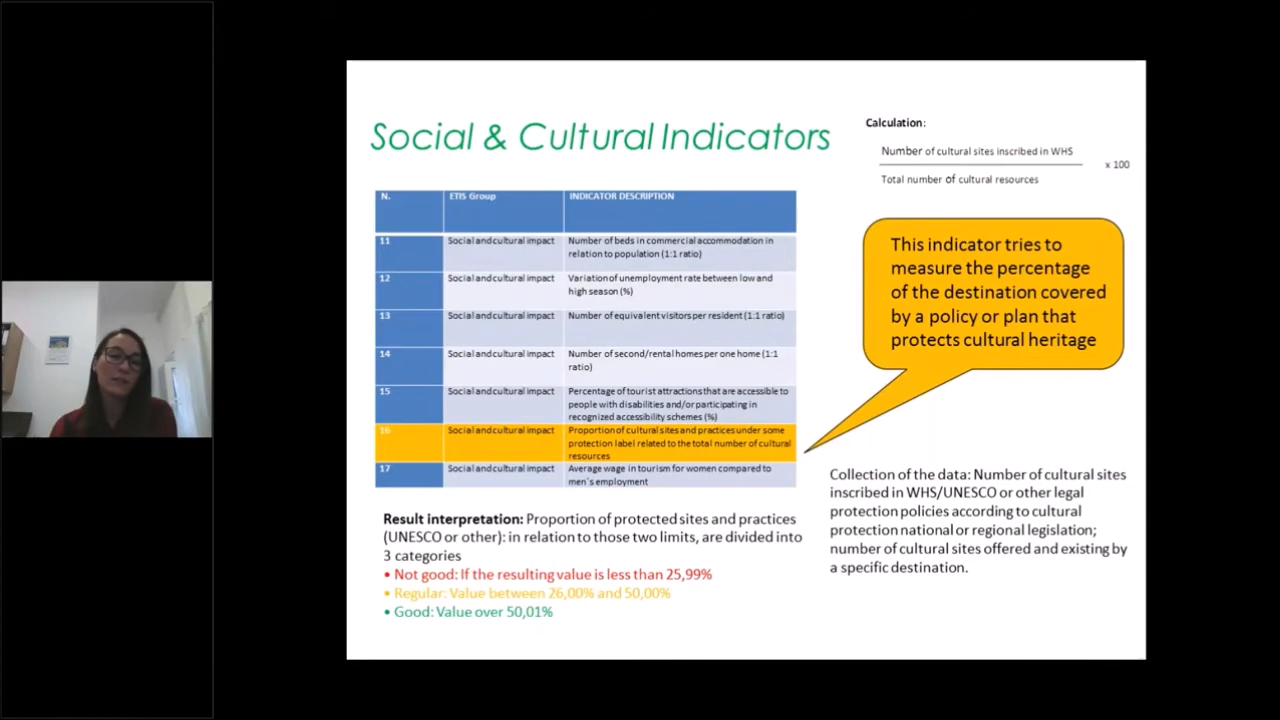 Social & Cultural Indicators
Calculation:
Number of cultural sites inscribed in WHS
x 100
Total number of cultural resources
N. ETIS Group INDICATOR DESCRIPTION
11 Social and cultural impact Number of beds in commercial accommodation in
relation to population (1:1 ratio)
12 Social and cultural impact Variation of unemployment rate between low and
high season (%)
13 Social and cultural impact Number of equivalent visitors per resident (1:1 ratio)
14 Social and cultural impact Number of second/rental homes per one home (1:1
ratio)
15 Social and cultural impact Percentage of tourist attractions that are accessible to
people with disabilities and/or participating in
recognized accessibility schemes (%)
16 Social and cultural impact Proportion of cultural sites and practices under some
protection label related to the total number of cultural
resources
17 Social and cultural impact Average wage in tourism for women compared to
men´s employment
This indicator tries to
measure the percentage
of the destination covered
by a policy or plan that
protects cultural heritage
Result interpretation: Proportion of protected sites and practices
(UNESCO or other): in relation to those two limits, are divided into
3 categories
• Not good: If the resulting value is less than 25,99%
• Regular: Value between 26,00% and 50,00%
• Good: Value over 50,01%
Collection of the data: Number of cultural sites
inscribed in WHS/UNESCO or other legal
protection policies according to cultural
protection national or regional legislation;
number of cultural sites offered and existing by
a specific destination.